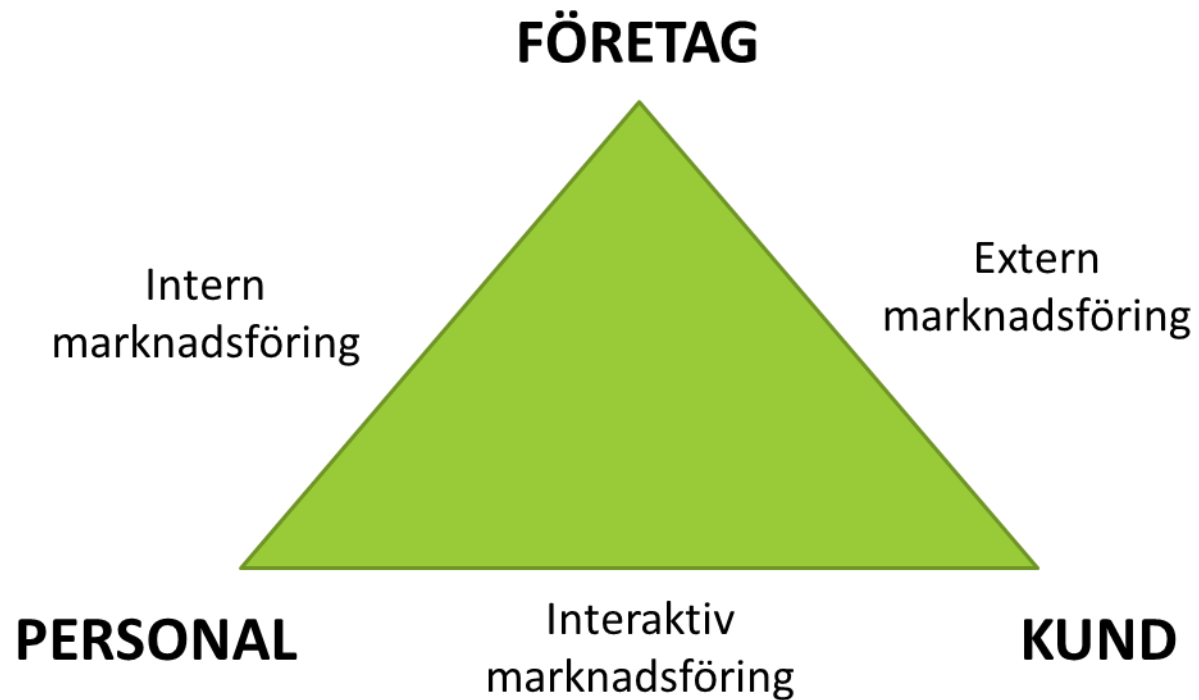 FÖRETAG
Intern
marknadsföring
Extern
marknadsföring
PERSONAL
Interaktiv
marknadsföring
KUND